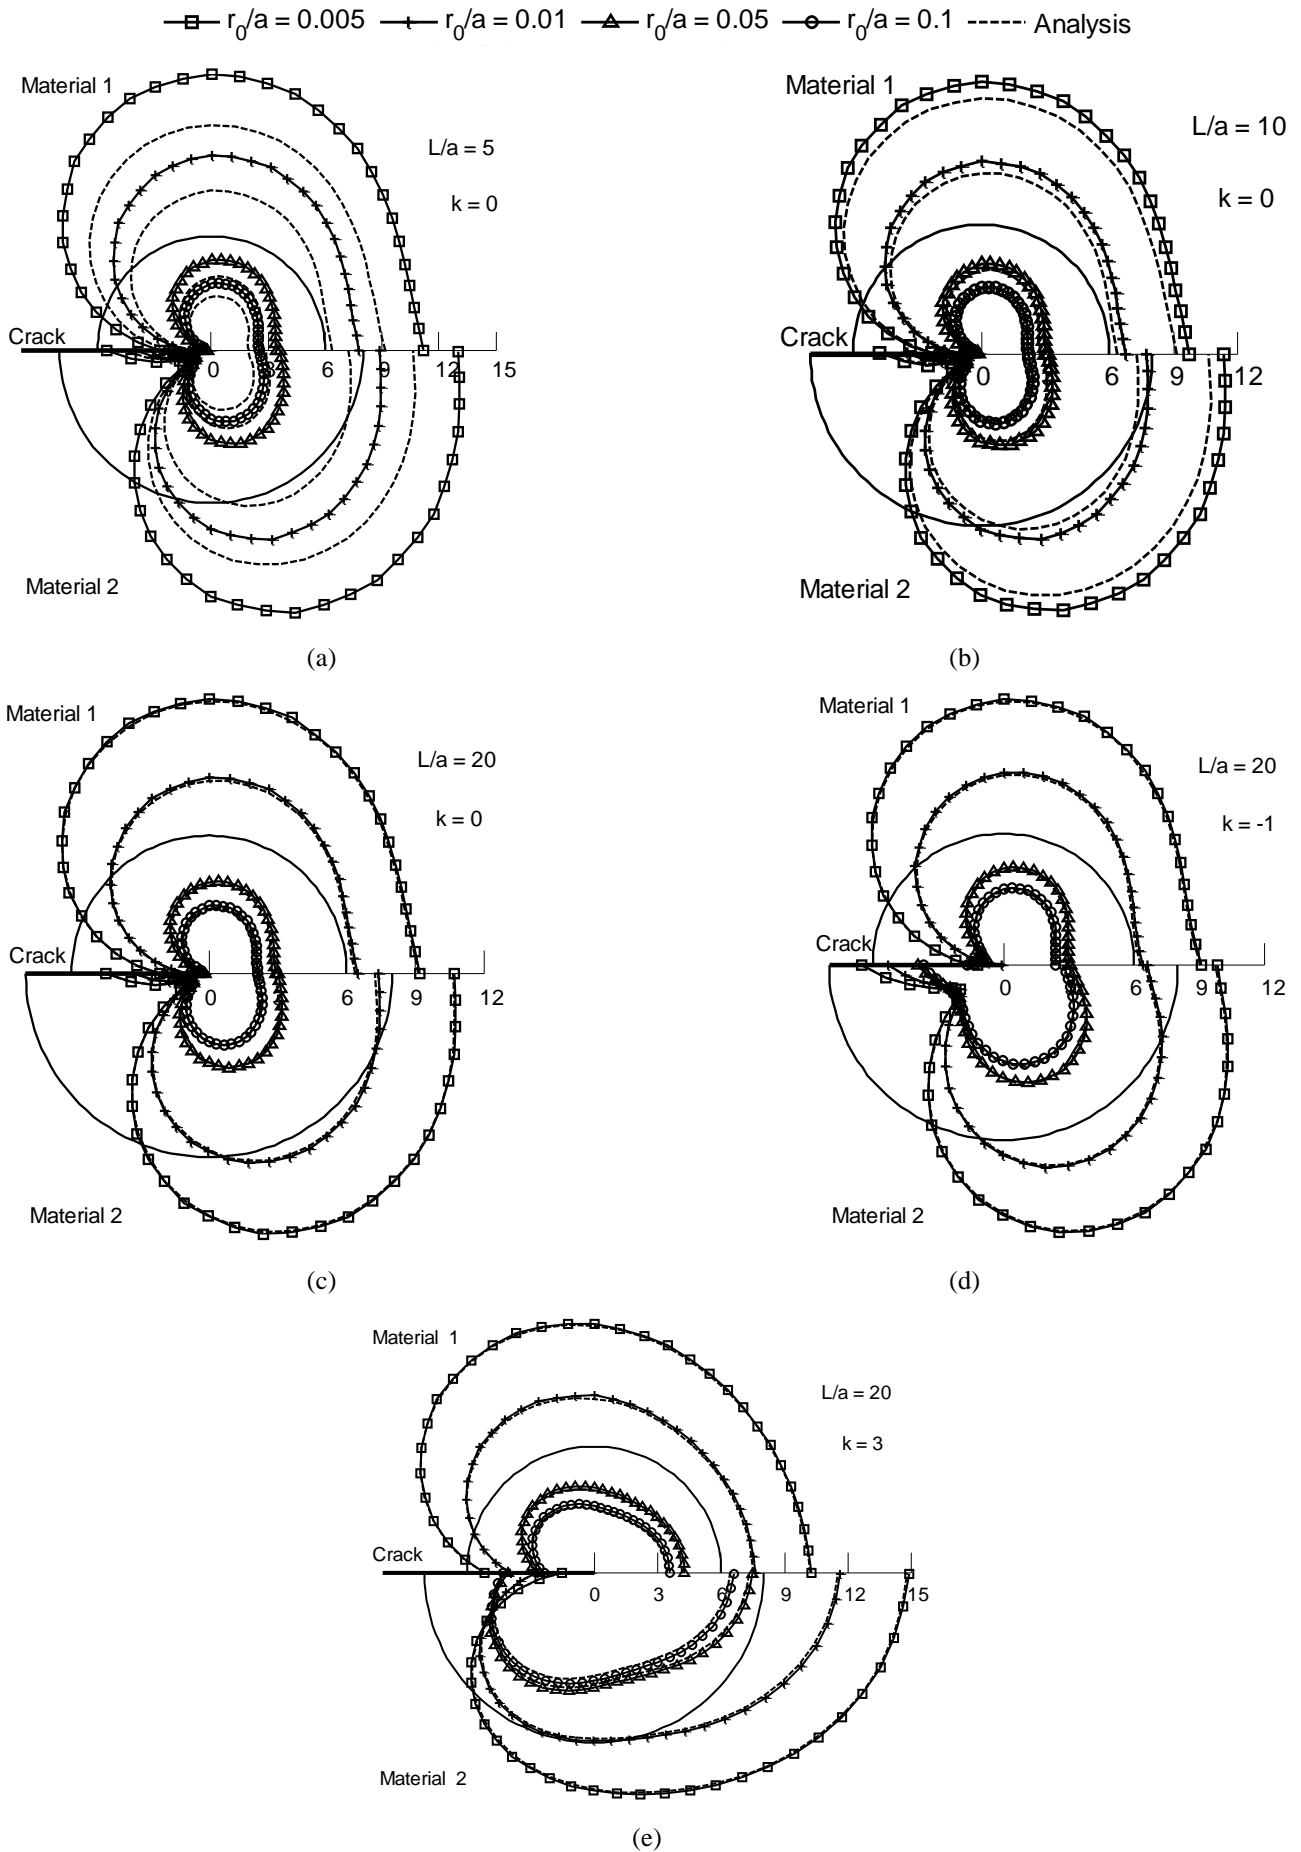 r0/a = 0.005 r0/a = 0.01 r0/a = 0.05 r0/a = 0.1 Analysis
Material 1
L/a = 5
k = 0
Crack
0 3 6 9 12 15
Material 2
(a)
Material 1
L/a = 10
k = 0
Crack
0 6 9 12
Material 2
(b)
Material 1
L/a = 20
k = 0
Crack
0 6 9 12
Material 2
(c)
Material 1
L/a = 20
k = -1
Crack
0 6 9 12
Material 2
(d)
Material 1
L/a = 20
k = 3
Crack
0 3 6 9 12 15
Material 2
(e)